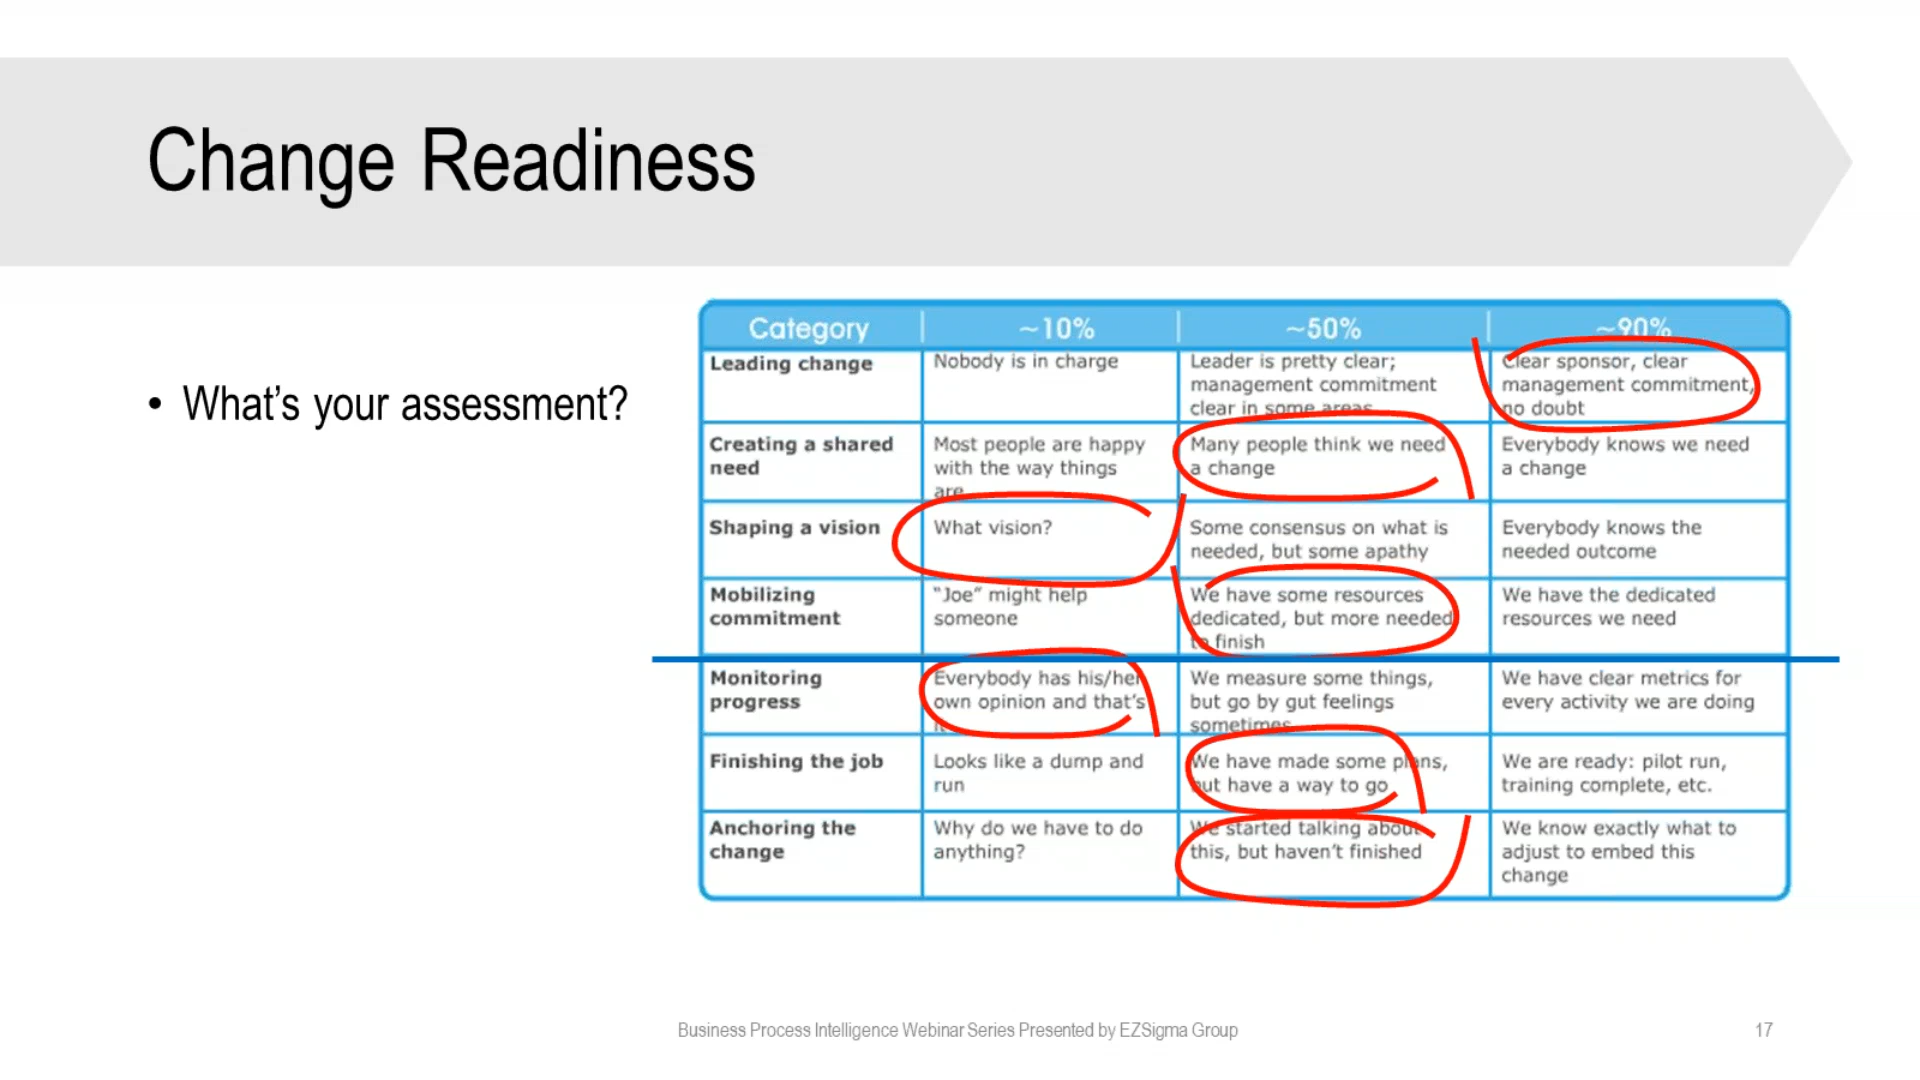 Change Readiness
• What's your assessment?
Category ~10% ~50% ~90%
Leading change
Nobody is in charge
Leader is pretty clear;
management commitment
clear in some areas
Clear sponsor, clear
management commitment,
no doubt
Creating a shared
need
Most people are happy
with the way things
are
Many people think we need
a change
Everybody knows we need
a change
Shaping a vision
What vision?
Some consensus on what is
needed, but some apathy
Everybody knows the
needed outcome
Mobilizing
commitment
"Joe" might help
someone
We have some resources
dedicated, but more needed
to finish
We have the dedicated
resources we need
Monitoring
progress
Everybody has his/her
own opinion and that's
We measure some things,
but go by gut feelings
sometimes
We have clear metrics for
every activity we are doing
Finishing the job
Looks like a dump and
run
We have made some plans,
but have a way to go
We are ready: pilot run,
training complete, etc.
Anchoring the
change
Why do we have to do
anything?
We started talking about
this, but haven't finished
We know exactly what to
adjust to embed this
change
Business Process Intelligence Webinar Series Presented by EZSigma Group
17